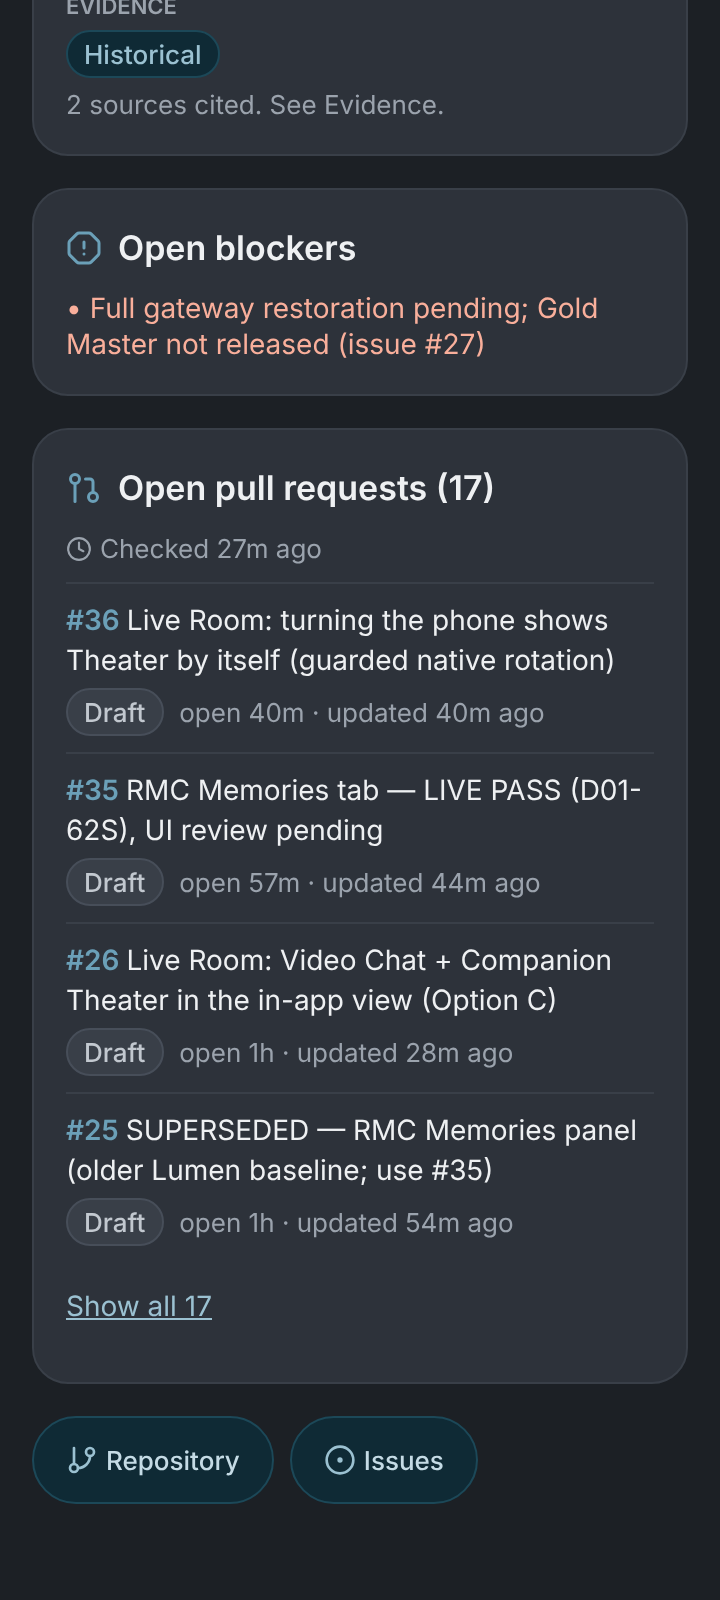 EVIDENCE
Historical
2 sources cited. See Evidence.
Open blockers
• Full gateway restoration pending; Gold
Master not released (issue #27)
Open pull requests (17)
Checked 27m ago
#36 Live Room: turning the phone shows
Theater by itself (guarded native rotation)
Draft open 40m · updated 40m ago
#35 RMC Memories tab — LIVE PASS (D01-
62S), UI review pending
Draft open 57m · updated 44m ago
#26 Live Room: Video Chat + Companion
Theater in the in-app view (Option C)
Draft open 1h · updated 28m ago
#25 SUPERSEDED — RMC Memories panel
(older Lumen baseline; use #35)
Draft open 1h · updated 54m ago
Show all 17
Repository Issues